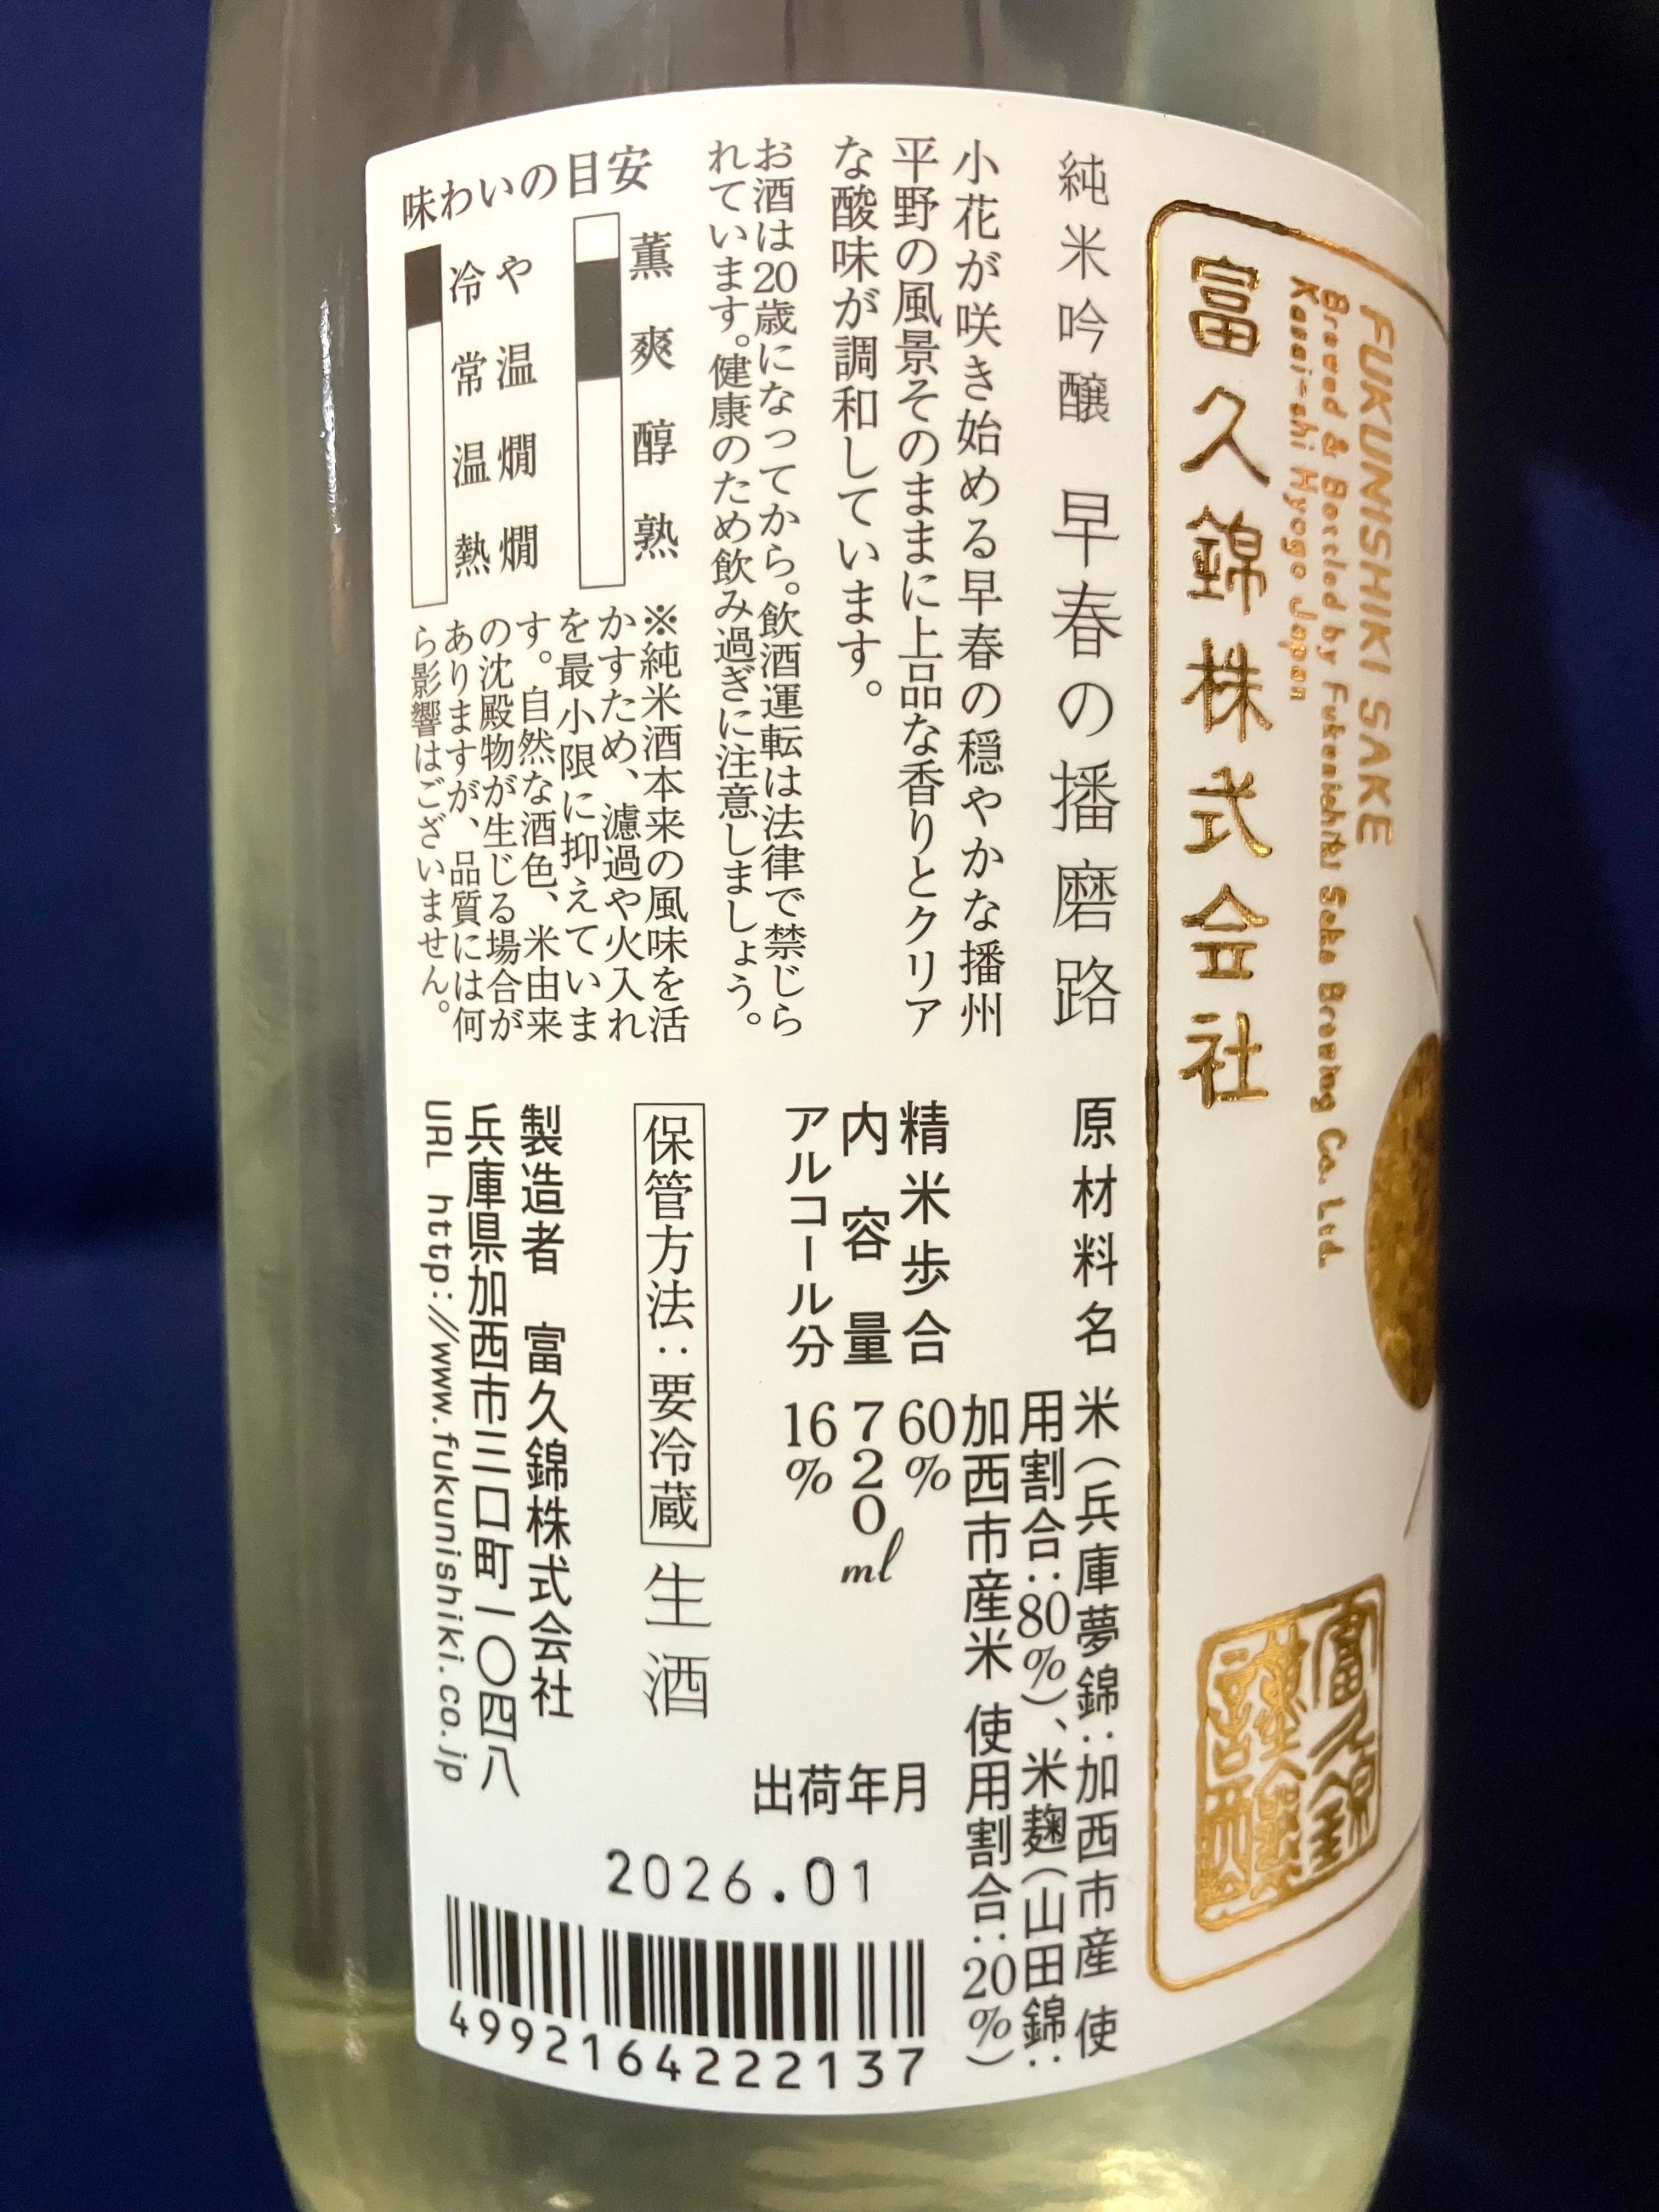 FUKUNISHIKI SAKE
Brewed & Bottled by Fukunishiki Sake Brewing Co. Ltd.
Kasai-shi Hyogo Japan
富久錦株式会社
純米吟醸 早春の播磨路
小花が咲き始める早春の穏やかな播州
平野の風景そのままに上品な香りとクリア
な酸味が調和しています。
お酒は20歳になってから。飲酒運転は法律で禁じら
れています。健康のため飲み過ぎに注意しましょう。
味わいの目安
薫 爽 醇 熟
や 温 燗 燗
冷 常 温 熱
※純米酒本来の風味を活
かすため、濾過や火入れ
を最小限に抑えていま
す。自然な酒色、米由来
の沈殿物が生じる場合が
ありますが、品質には何
ら影響はございません。
原材料名 米(兵庫夢錦:加西市産 使
用割合:80%)、米麹(山田錦:
加西市産米 使用割合:20%)
精米歩合 60%
内容量 720ml
アルコール分 16%
保管方法:要冷蔵 生酒
製造者 富久錦株式会社
兵庫県加西市三口町一〇四八
URL http://www.fukunishiki.co.jp
出荷年月
2026.01
4992164222137